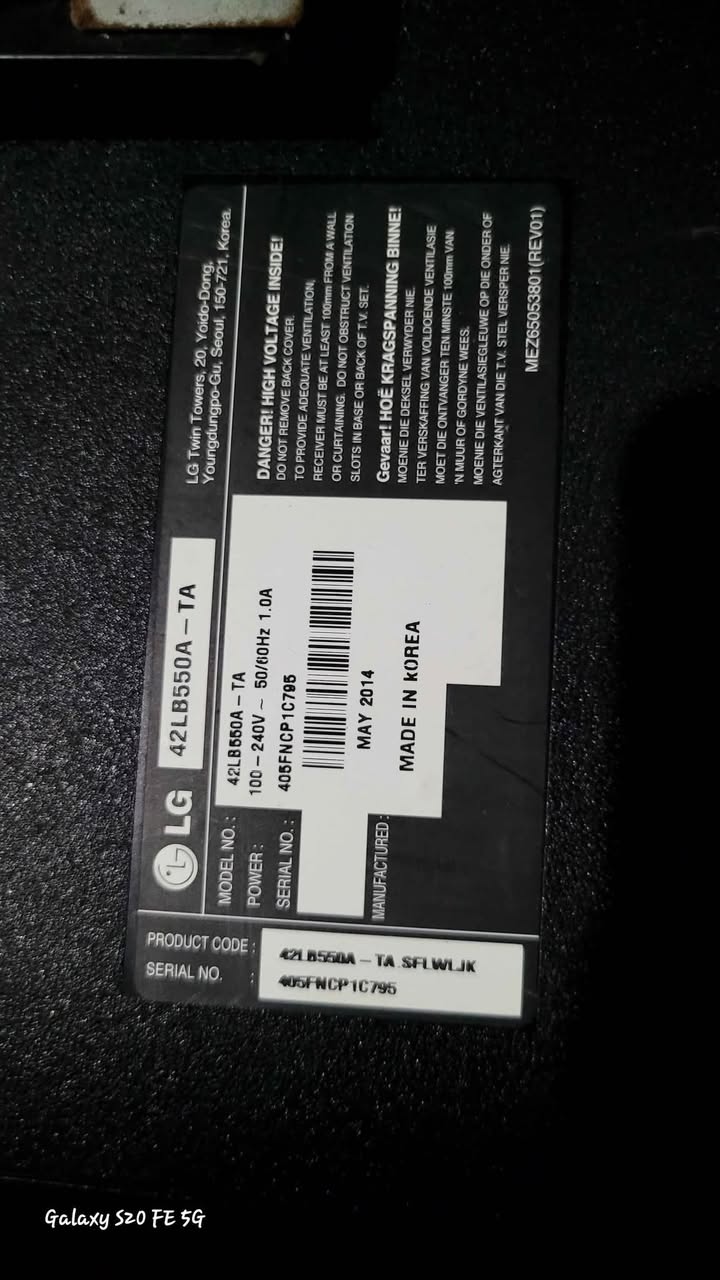 LG 42LB550A-TA
LG Twin Towers, 20, Yoido-Dong,
Youngdungpo-Gu, Seoul, 150-721, Korea.
MODEL NO. : 42LB550A-TA
POWER : 100-240V ~ 50/60Hz 1.0A
SERIAL NO. : 405FNCP1C795
MAY 2014
MANUFACTURED : MADE IN KOREA
DANGER! HIGH VOLTAGE INSIDE!
DO NOT REMOVE BACK COVER.
TO PROVIDE ADEQUATE VENTILATION,
RECEIVER MUST BE AT LEAST 100mm FROM A WALL
OR CURTAINING. DO NOT OBSTRUCT VENTILATION
SLOTS IN BASE OR BACK OF T.V. SET.
Gevaar! HOË KRAGSPANNING BINNE!
MOENIE DIE DEKSEL VERWYDER NIE.
TER VERSKAFFING VAN VOLDOENDE VENTILASIE
MOET DIE ONTVANGER TEN MINSTE 100mm VAN
'N MUUR OF GORDYNE WEES.
MOENIE DIE VENTILASIEGLEUWE OP DIE ONDER OF
AGTERKANT VAN DIE T.V. STEL VERSPER NIE.
MEZ65053801(REV01)
PRODUCT CODE : 42LB550A-TA.SFLWLJK
SERIAL NO. : 405FNCP1C795
Galaxy S20 FE 5G